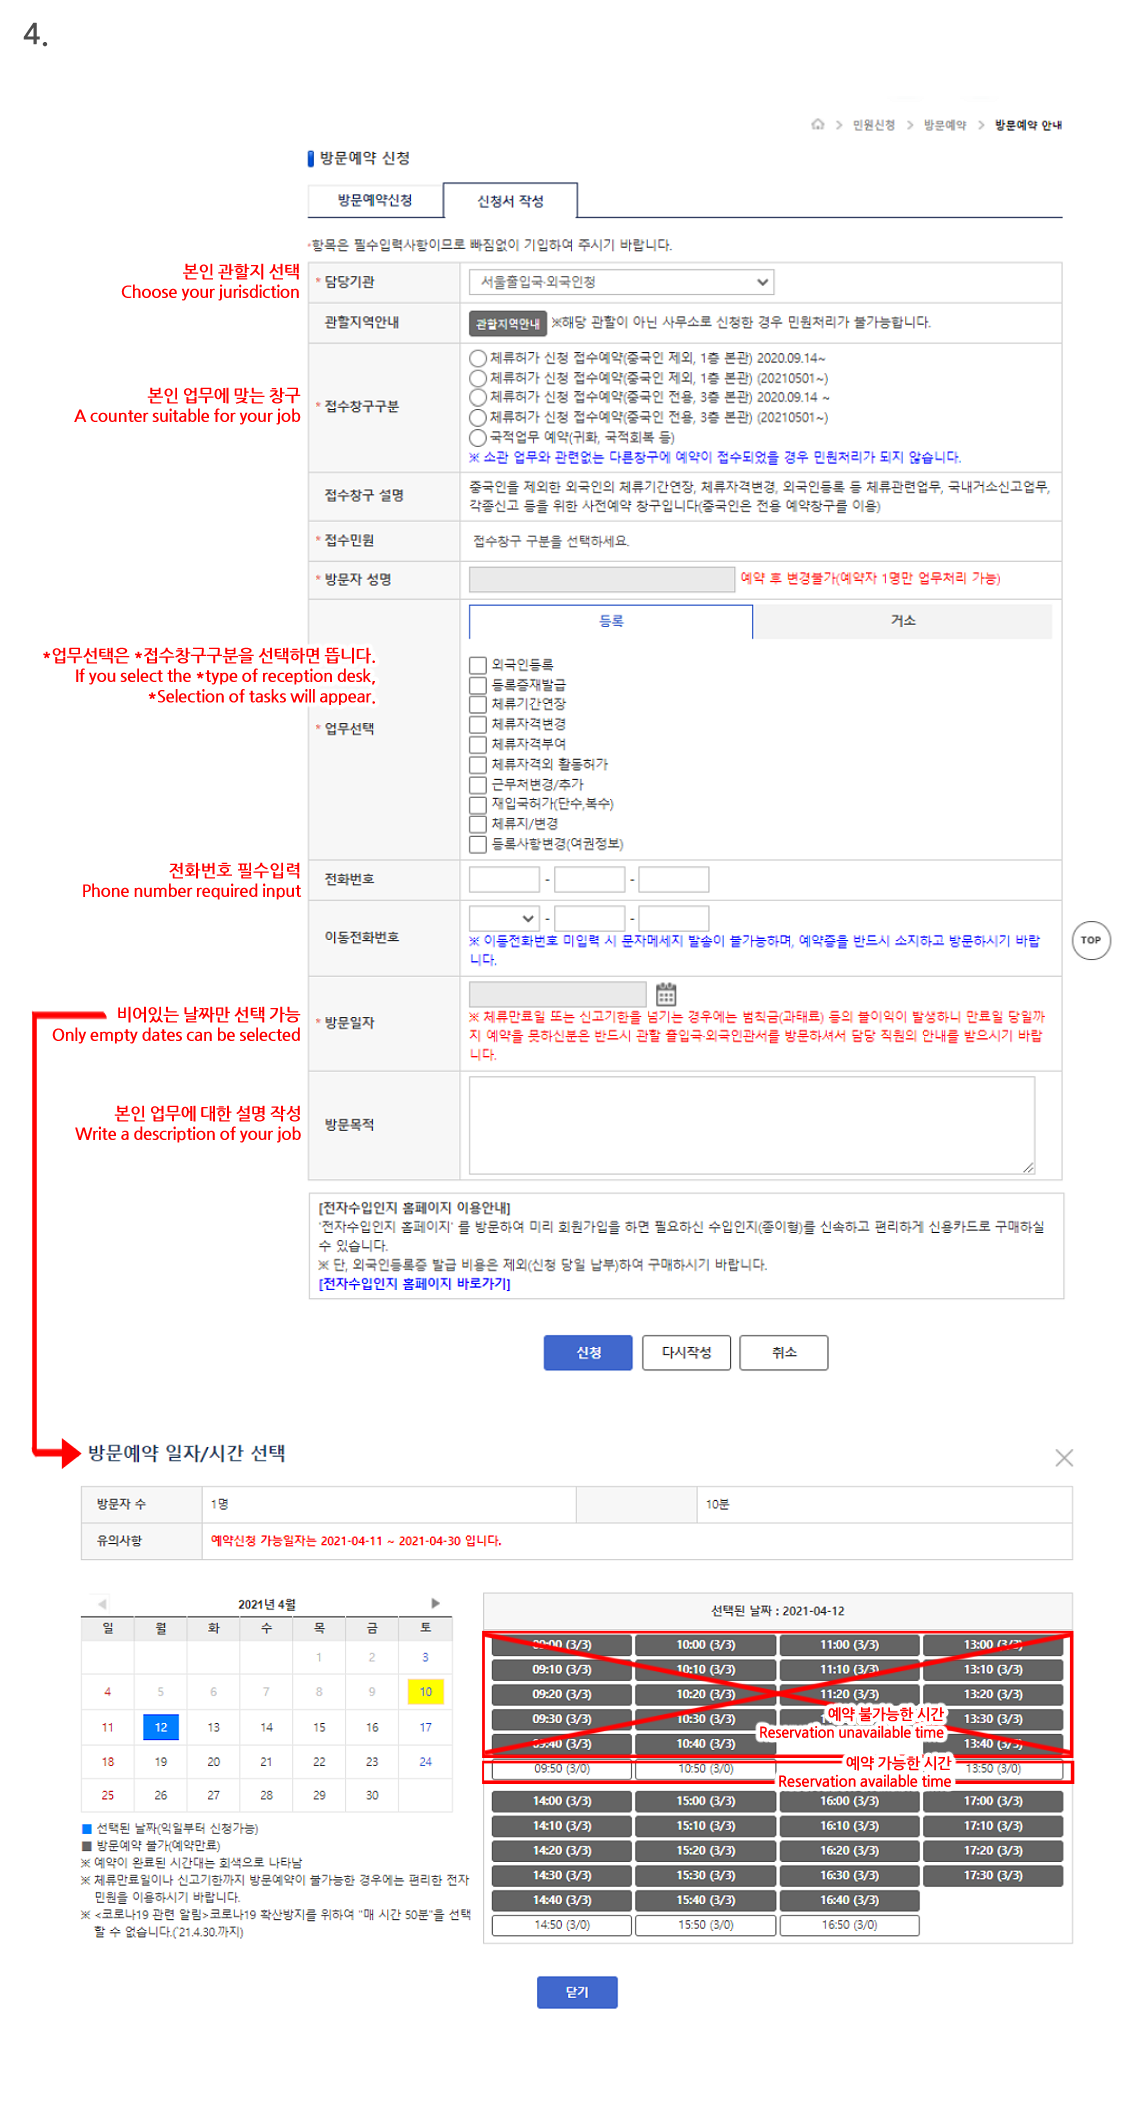 4.
민원신청 > 방문예약 > 방문예약 안내
방문예약 신청
방문예약신청 신청서 작성
*항목은 필수입력사항이므로 빠짐없이 기입하여 주시기 바랍니다.
본인 관할지 선택
Choose your jurisdiction
* 담당기관 서울출입국·외국인청
관할지역안내 관할지역안내 ※해당 관할이 아닌 사무소로 신청한 경우 민원처리가 불가능합니다.
본인 업무에 맞는 창구
A counter suitable for your job
* 접수창구구분
체류허가 신청 접수예약(중국인 제외, 1층 본관) 2020.09.14~
체류허가 신청 접수예약(중국인 제외, 1층 본관) (20210501~)
체류허가 신청 접수예약(중국인 전용, 3층 본관) 2020.09.14 ~
체류허가 신청 접수예약(중국인 전용, 3층 본관) (20210501~)
국적업무 예약(귀화, 국적회복 등)
※ 소관 업무와 관련없는 다른창구에 예약이 접수되었을 경우 민원처리가 되지 않습니다.
접수창구 설명
중국인을 제외한 외국인의 체류기간연장, 체류자격변경, 외국인등록 등 체류관련업무, 국내거소신고업무,
각종신고 등을 위한 사전예약 창구입니다(중국인은 전용 예약창구를 이용)
* 접수민원 접수창구 구분을 선택하세요.
* 방문자 성명 예약 후 변경불가(예약자 1명만 업무처리 가능)
등록 거소
*업무선택은 *접수창구구분을 선택하면 뜹니다.
If you select the *type of reception desk,
*Selection of tasks will appear.
* 업무선택
외국인등록
등록증재발급
체류기간연장
체류자격변경
체류자격부여
체류자격외 활동허가
근무처변경/추가
재입국허가(단수,복수)
체류지/변경
등록사항변경(여권정보)
전화번호 필수입력
Phone number required input
전화번호 - -
이동전화번호 - -
※ 이동전화번호 미입력 시 문자메세지 발송이 불가능하며, 예약증을 반드시 소지하고 방문하시기 바랍
니다.
TOP
비어있는 날짜만 선택 가능
Only empty dates can be selected
* 방문일자
※ 체류만료일 또는 신고기한을 넘기는 경우에는 범칙금(과태료) 등의 불이익이 발생하니 만료일 당일까
지 예약을 못하신분은 반드시 관할 출입국·외국인관서를 방문하셔서 담당 직원의 안내를 받으시기 바랍
니다.
본인 업무에 대한 설명 작성
Write a description of your job
방문목적
[전자수입인지 홈페이지 이용안내]
'전자수입인지 홈페이지' 를 방문하여 미리 회원가입을 하면 필요하신 수입인지(종이형)를 신속하고 편리하게 신용카드로 구매하실
수 있습니다.
※ 단, 외국인등록증 발급 비용은 제외(신청 당일 납부)하여 구매하시기 바랍니다.
[전자수입인지 홈페이지 바로가기]
신청 다시작성 취소
방문예약 일자/시간 선택
방문자 수 1명 10분
유의사항 예약신청 가능일자는 2021-04-11 ~ 2021-04-30 입니다.
2021년 4월
일 월 화 수 목 금 토
1 2 3
4 5 6 7 8 9 10
11 12 13 14 15 16 17
18 19 20 21 22 23 24
25 26 27 28 29 30
선택된 날짜(익일부터 신청가능)
방문예약 불가(예약만료)
※ 예약이 완료된 시간대는 회색으로 나타남
※ 체류만료일이나 신고기한까지 방문예약이 불가능한 경우에는 편리한 전자
민원을 이용하시기 바랍니다.
※ <코로나19 관련 알림>코로나19 확산방지를 위하여 "매 시간 50분"을 선택
할 수 없습니다.('21.4.30.까지)
선택된 날짜 : 2021-04-12
09:00 (3/3) 10:00 (3/3) 11:00 (3/3) 13:00 (3/3)
09:10 (3/3) 10:10 (3/3) 11:10 (3/3) 13:10 (3/3)
09:20 (3/3) 10:20 (3/3) 11:20 (3/3) 13:20 (3/3)
09:30 (3/3) 10:30 (3/3) 13:30 (3/3)
예약 불가능한 시간
Reservation unavailable time
09:40 (3/3) 10:40 (3/3) 13:40 (3/3)
예약 가능한 시간
09:50 (3/0) 10:50 (3/0) 13:50 (3/0)
Reservation available time
14:00 (3/3) 15:00 (3/3) 16:00 (3/3) 17:00 (3/3)
14:10 (3/3) 15:10 (3/3) 16:10 (3/3) 17:10 (3/3)
14:20 (3/3) 15:20 (3/3) 16:20 (3/3) 17:20 (3/3)
14:30 (3/3) 15:30 (3/3) 16:30 (3/3) 17:30 (3/3)
14:40 (3/3) 15:40 (3/3) 16:40 (3/3)
14:50 (3/0) 15:50 (3/0) 16:50 (3/0)
닫기